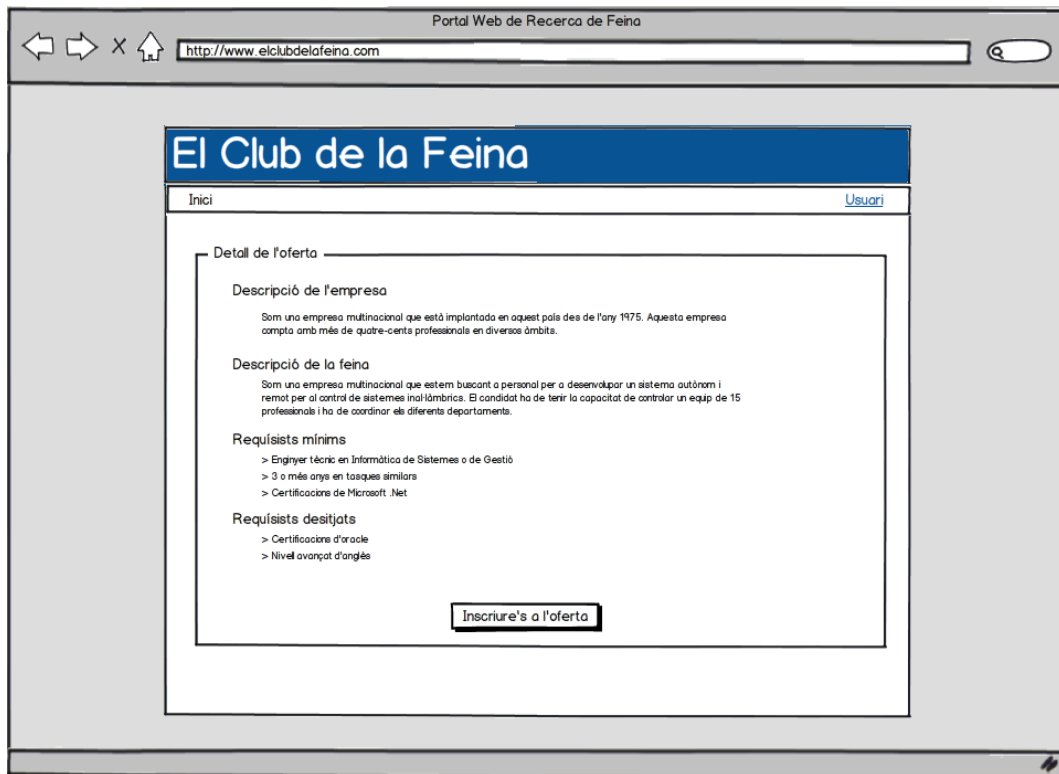 Portal Web de Recerca de Feina
http://www.elclubdelafeina.com
El Club de la Feina
Inici
Usuari
Detall de l'oferta
Descripció de l'empresa
Som una empresa multinacional que està implantada en aquest país des de l'any 1975. Aquesta empresa
compta amb més de quatre-cents professionals en diversos àmbits.
Descripció de la feina
Som una empresa multinacional que estem buscant a personal per a desenvolupar un sistema autònom i
remot per al control de sistemes inal·làmbrics. El candidat ha de tenir la capacitat de controlar un equip de 15
professionals i ha de coordinar els diferents departaments.
Requísists mínims
> Enginyer tècnic en Informàtica de Sistemes o de Gestió
> 3 o més anys en tasques similars
> Certificacions de Microsoft .Net
Requísists desitjats
> Certificacions d'oracle
> Nivell avançat d'anglès
Inscriure's a l'oferta